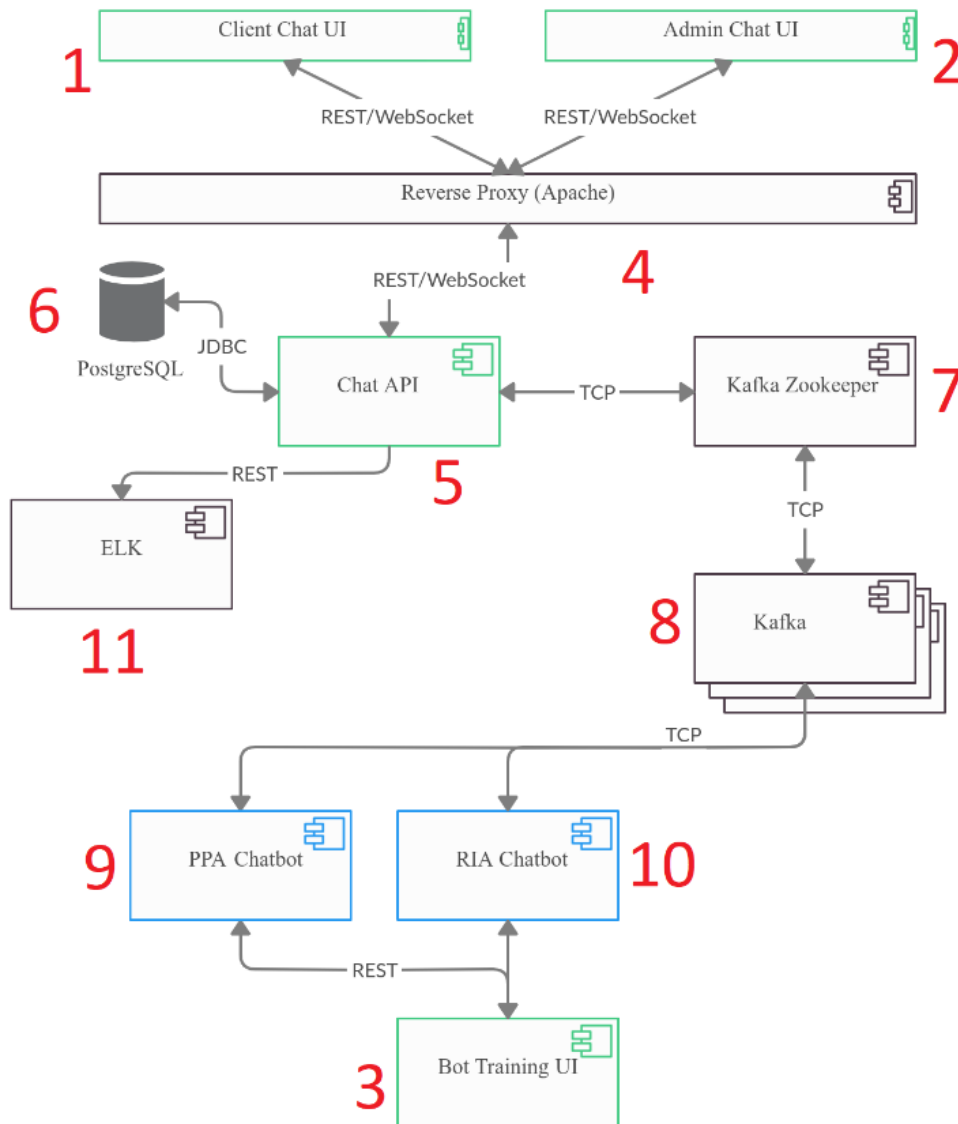 Client Chat UI
Admin Chat UI
1
2
REST/WebSocket
REST/WebSocket
Reverse Proxy (Apache)
4
REST/WebSocket
6
JDBC
PostgreSQL
Chat API
TCP
Kafka Zookeeper
7
5
REST
TCP
ELK
11
8
Kafka
TCP
9
PPA Chatbot
RIA Chatbot
10
REST
3
Bot Training UI